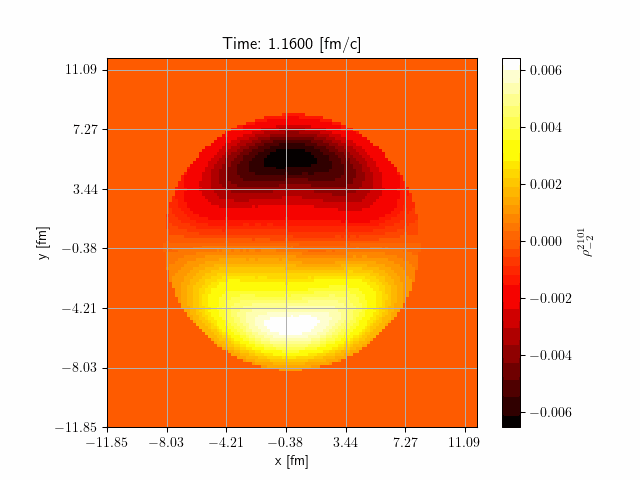 Time: 1.1600 [fm/c]
11.09
7.27
3.44
−0.38
−4.21
−8.03
−11.85
y [fm]
−11.85 −8.03 −4.21 −0.38 3.44 7.27 11.09
x [fm]
0.006
0.004
0.002
0.000
−0.002
−0.004
−0.006
ρ²¹⁰¹₋₂